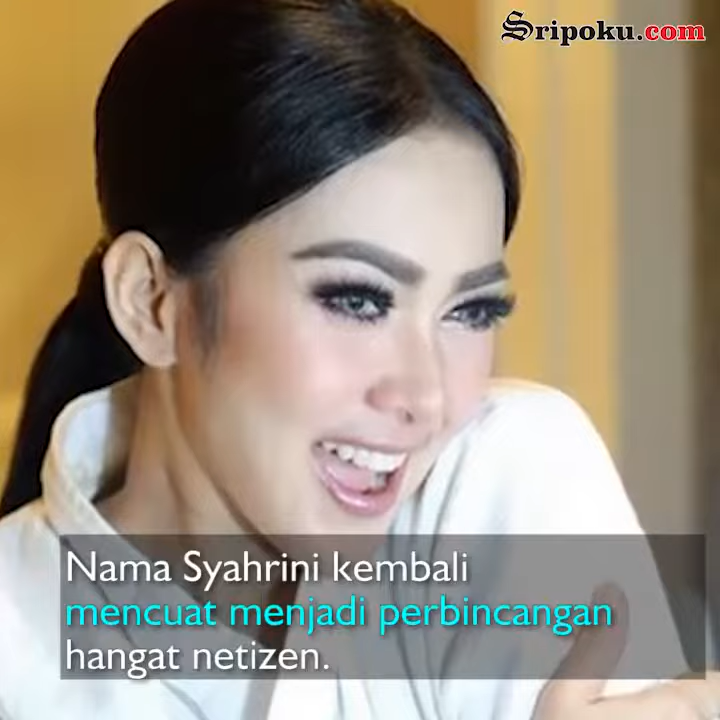 Sripoku.com
Nama Syahrini kembali
mencuat menjadi perbincangan
hangat netizen.